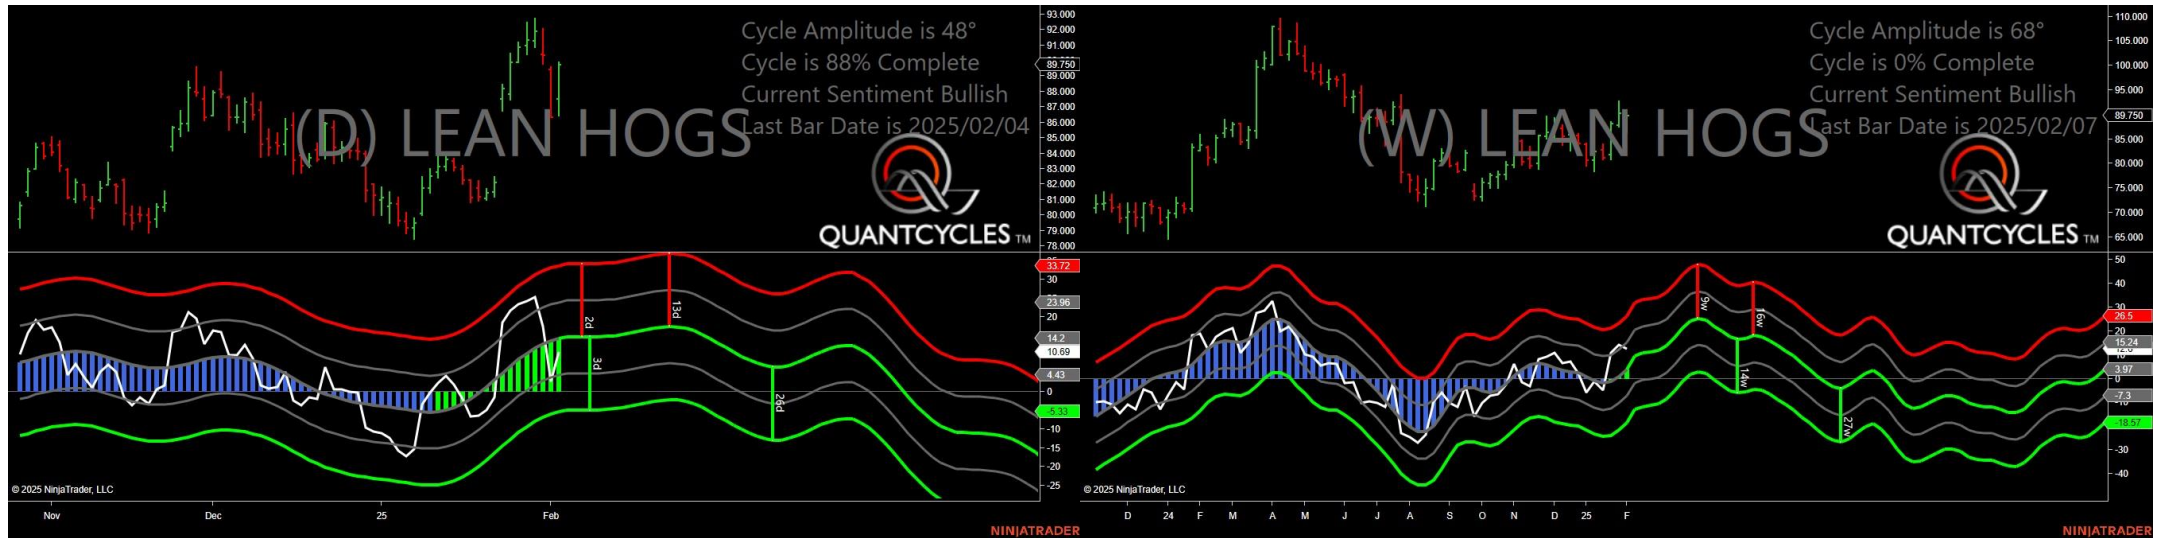 Cycle Amplitude is 48°
Cycle is 88% Complete
Current Sentiment Bullish
Last Bar Date is 2025/02/04
(D) LEAN HOGS
QUANTCYCLES TM
93.000
92.000
91.000
89.750
89.000
88.000
87.000
86.000
85.000
84.000
83.000
82.000
81.000
80.000
79.000
78.000
33.72
30
23.96
20
14.2
10.69
4.43
0
-5.33
-10
-15
-20
-25
2d
3d
13d
26d
© 2025 NinjaTrader, LLC
Nov
Dec
25
Feb
NINJATRADER
Cycle Amplitude is 68°
Cycle is 0% Complete
Current Sentiment Bullish
Last Bar Date is 2025/02/07
(W) LEAN HOGS
QUANTCYCLES TM
110.000
105.000
100.000
95.000
89.750
85.000
80.000
75.000
70.000
65.000
50
40
30
26.5
20
15.24
10
3.97
0
-7.3
-18.57
-30
-40
9w
16w
14w
27w
© 2025 NinjaTrader, LLC
D
24
F
M
A
M
J
J
A
S
O
N
D
25
F
NINJATRADER